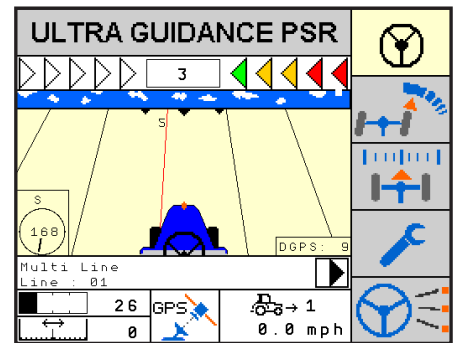 ULTRA GUIDANCE PSR
3
S
S
168
DGPS: 9
Multi Line
Line : 01
26
GPS
→ 1
0
0.0 mph